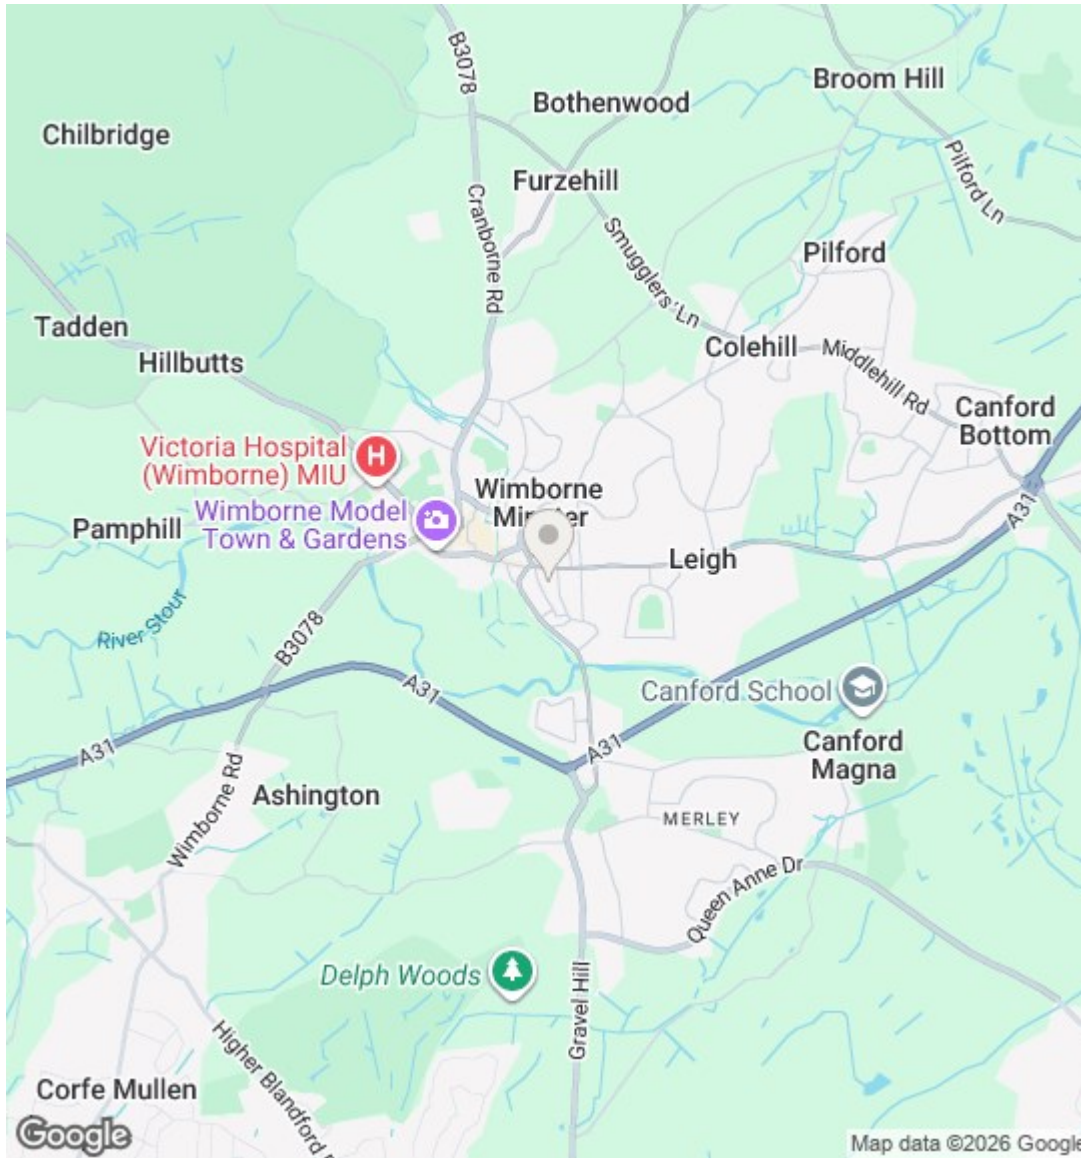 B3078
Bothenwood
Broom Hill
Chilbridge
Furzehill
Pilford Ln
Cranborne Rd
Smugglers' Ln
Pilford
Tadden
Hillbutts
Colehill
Middlehill Rd
Canford
Bottom
Victoria Hospital
(Wimborne) MIU
H
Wimborne
Minster
Wimborne Model
Town & Gardens
Pamphill
A31
Leigh
River Stour
B3078
A31
Canford School
A31
A31
Canford
Magna
Ashington
Wimborne Rd
MERLEY
Queen Anne Dr
Delph Woods
Gravel Hill
Higher Blandford
Corfe Mullen
Google
Map data ©2026 Google